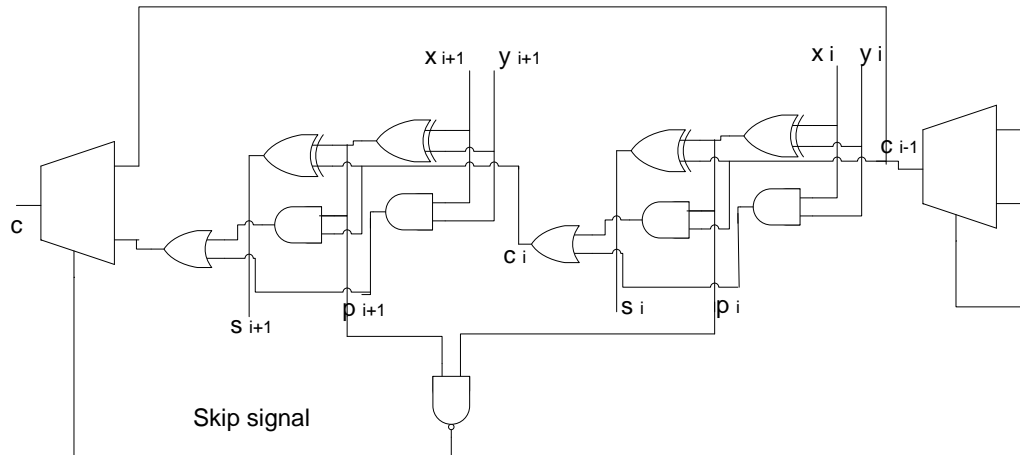 x i+1 y i+1 x i y i
c i-1
c
c i
s i+1 p i+1 s i p i
Skip signal